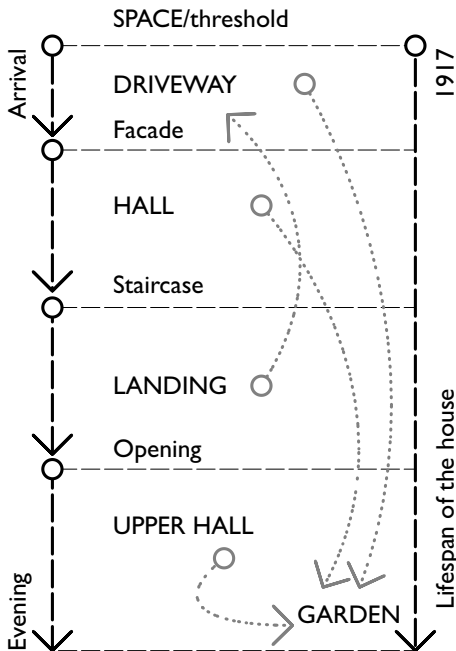 SPACE/threshold
Arrival
1917
DRIVEWAY
Facade
HALL
Staircase
LANDING
Opening
UPPER HALL
Lifespan of the house
GARDEN
Evening